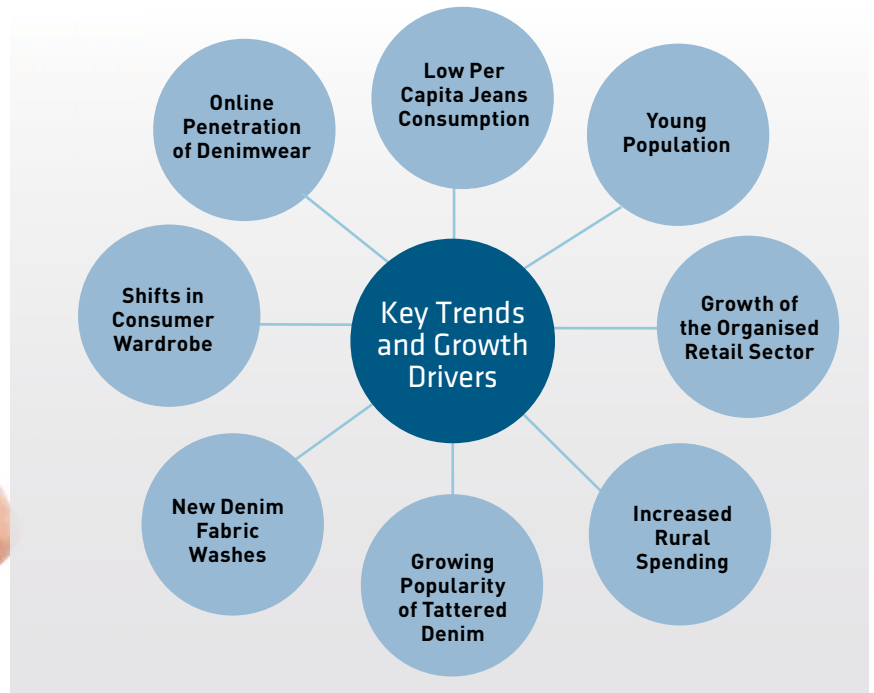 Key Trends
and Growth
Drivers
Low Per
Capita Jeans
Consumption
Young
Population
Growth of
the Organised
Retail Sector
Increased
Rural
Spending
Growing
Popularity
of Tattered
Denim
New Denim
Fabric
Washes
Shifts in
Consumer
Wardrobe
Online
Penetration
of Denimwear